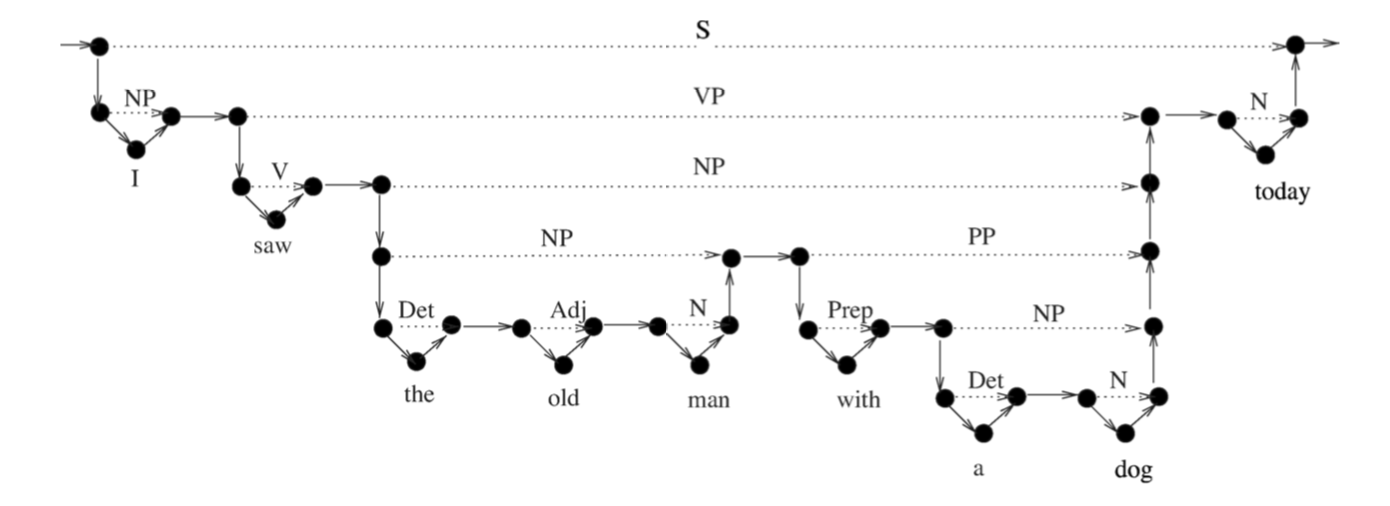 S
NP VP N
I today
V NP
saw
NP PP
Det Adj N Prep NP
the old man with
Det N
a dog